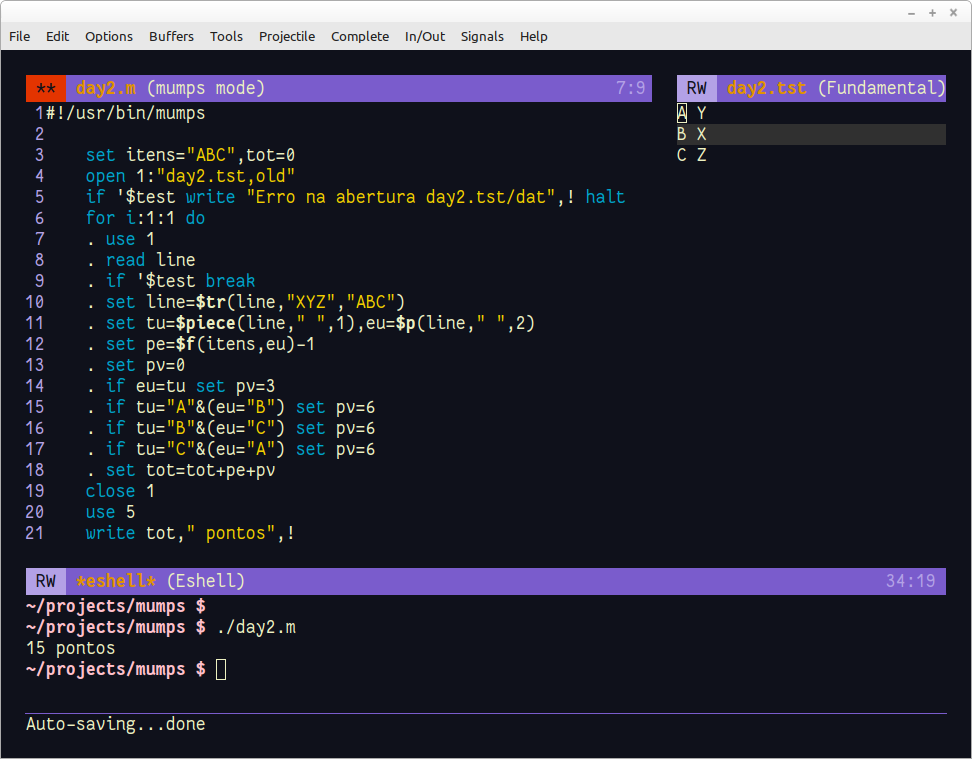 File Edit Options Buffers Tools Projectile Complete In/Out Signals Help
** day2.m (mumps mode) 7:9
1#!/usr/bin/mumps
2
3 set itens="ABC",tot=0
4 open 1:"day2.tst,old"
5 if '$test write "Erro na abertura day2.tst/dat",! halt
6 for i:1:1 do
7 . use 1
8 . read line
9 . if '$test break
10 . set line=$tr(line,"XYZ","ABC")
11 . set tu=$piece(line," ",1),eu=$p(line," ",2)
12 . set pe=$f(itens,eu)-1
13 . set pv=0
14 . if eu=tu set pv=3
15 . if tu="A"&(eu="B") set pv=6
16 . if tu="B"&(eu="C") set pv=6
17 . if tu="C"&(eu="A") set pv=6
18 . set tot=tot+pe+pv
19 close 1
20 use 5
21 write tot," pontos",!
RW day2.tst (Fundamental)
A Y
B X
C Z
RW *eshell* (Eshell) 34:19
~/projects/mumps $
~/projects/mumps $ ./day2.m
15 pontos
~/projects/mumps $
Auto-saving...done